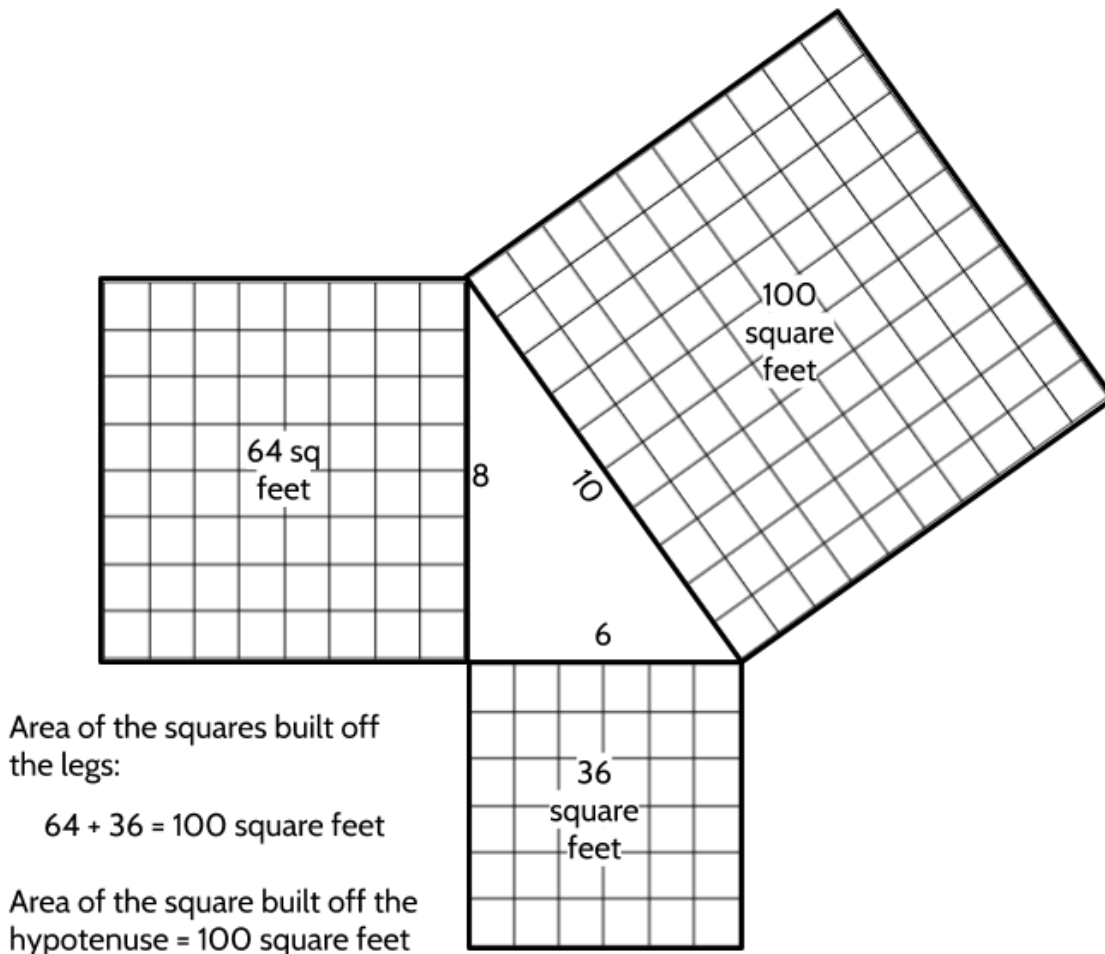 100
square
feet
64 sq
feet
8
10
6
36
square
feet
Area of the squares built off
the legs:
64 + 36 = 100 square feet
Area of the square built off the
hypotenuse = 100 square feet